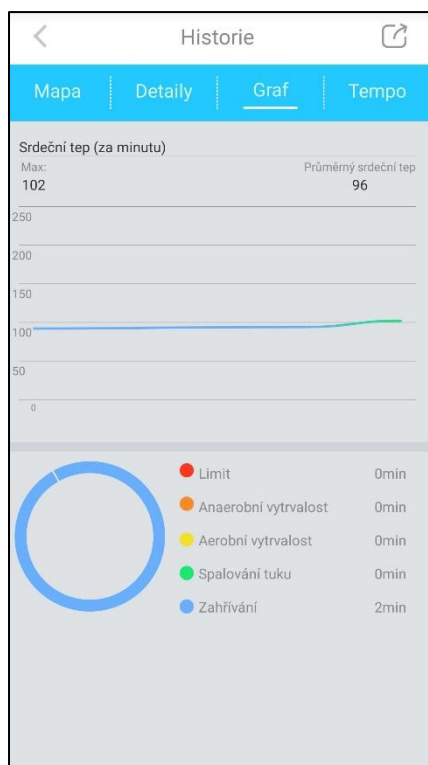 Historie
Mapa Detaily Graf Tempo
Srdeční tep (za minutu)
Max: Průměrný srdeční tep
102 96
250
200
150
100
50
0
Limit 0min
Anaerobní vytrvalost 0min
Aerobní vytrvalost 0min
Spalování tuku 0min
Zahřívání 2min